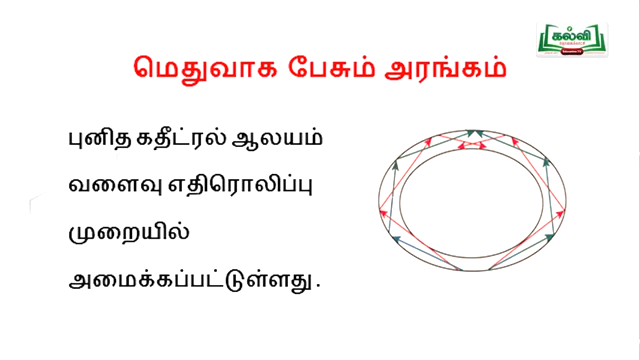 கல்வி
மெதுவாக பேசும் அரங்கம்
புனித கதீட்ரல் ஆலயம்
வளைவு எதிரொலிப்பு
முறையில்
அமைக்கப்பட்டுள்ளது.